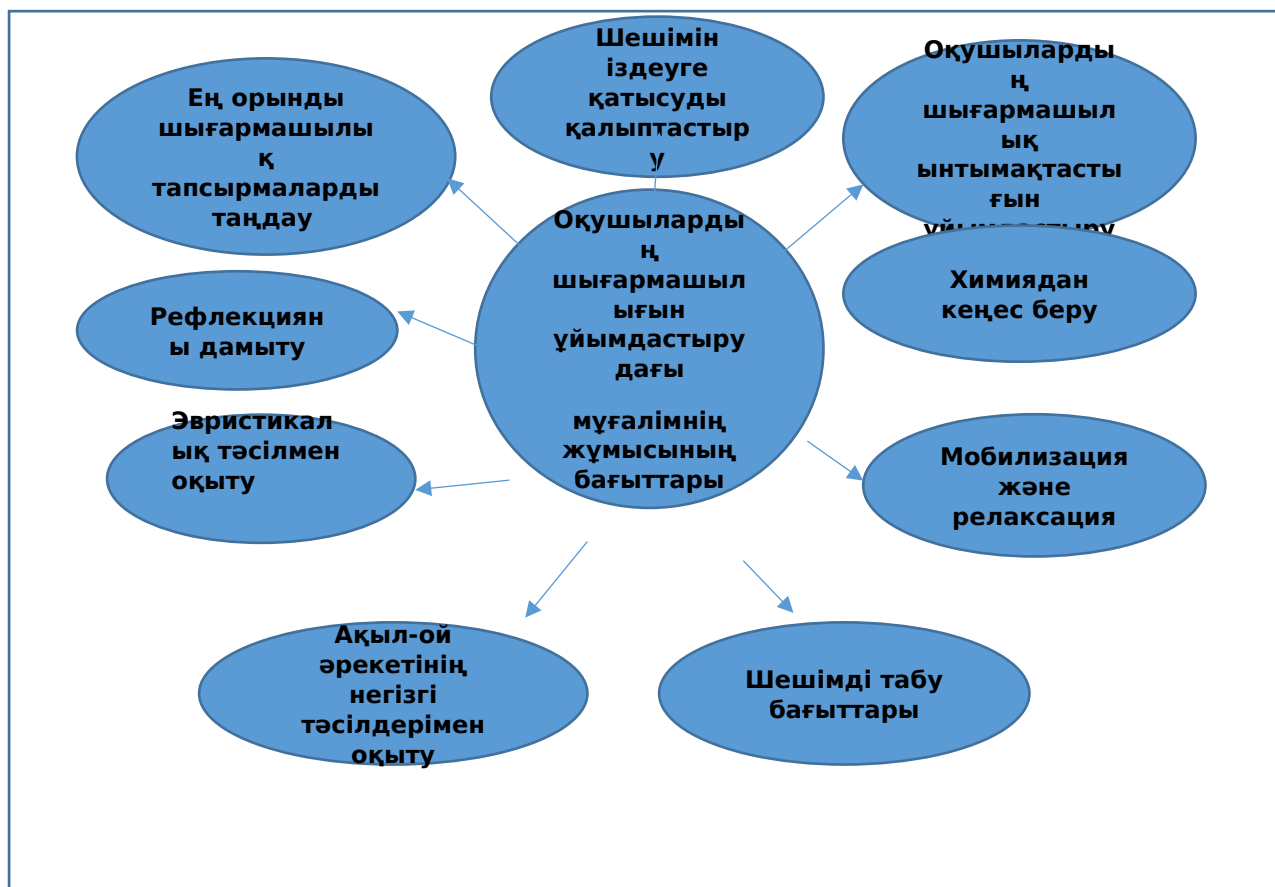 Шешімін
іздеуге
қатысуды
қалыптастыр
у
Оқушыларды
ң
шығармашыл
ық
ынтымақтасты
ғын
ұйымдастыру
Ең орынды
шығармашылы
қ
тапсырмаларды
таңдау
Оқушыларды
ң
шығармашыл
ығын
ұйымдастыру
дағы
мұғалімнің
жұмысының
бағыттары
Химиядан
кеңес беру
Рефлекциян
ы дамыту
Эвристикал
ық тәсілмен
оқыту
Мобилизация
және
релаксация
Ақыл-ой
әрекетінің
негізгі
тәсілдерімен
оқыту
Шешімді табу
бағыттары